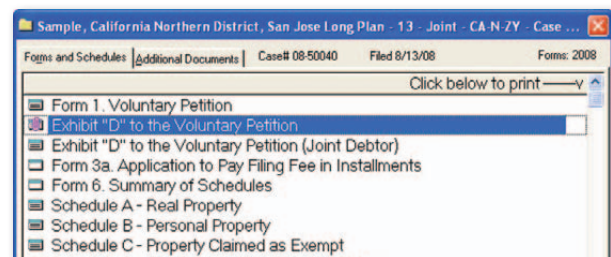 Sample, California Northern District, San Jose Long Plan - 13 - Joint - CA-N-ZY - Case ...
Forms and Schedules Additional Documents Case# 08-50040 Filed 8/13/08 Forms: 2008
Click below to print——v
Form 1. Voluntary Petition
Exhibit "D" to the Voluntary Petition
Exhibit "D" to the Voluntary Petition (Joint Debtor)
Form 3a. Application to Pay Filing Fee in Installments
Form 6. Summary of Schedules
Schedule A - Real Property
Schedule B - Personal Property
Schedule C - Property Claimed as Exempt